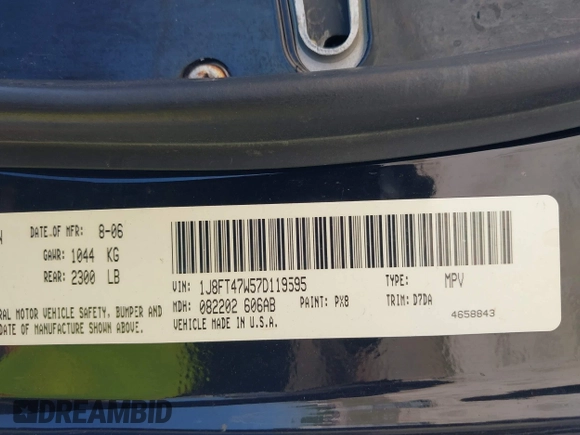 DATE OF MFR: 8-06
GAWR: 1044 KG
REAR: 2300 LB
VIN: 1J8FT47W57D119595
TYPE: MPV
MDH: 082202 606AB PAINT: PX8 TRIM: D7DA
VEHICLE MADE IN U.S.A.
4658843
MOTOR VEHICLE SAFETY, BUMPER AND
DATE OF MANUFACTURE SHOWN ABOVE.
DREAMBID